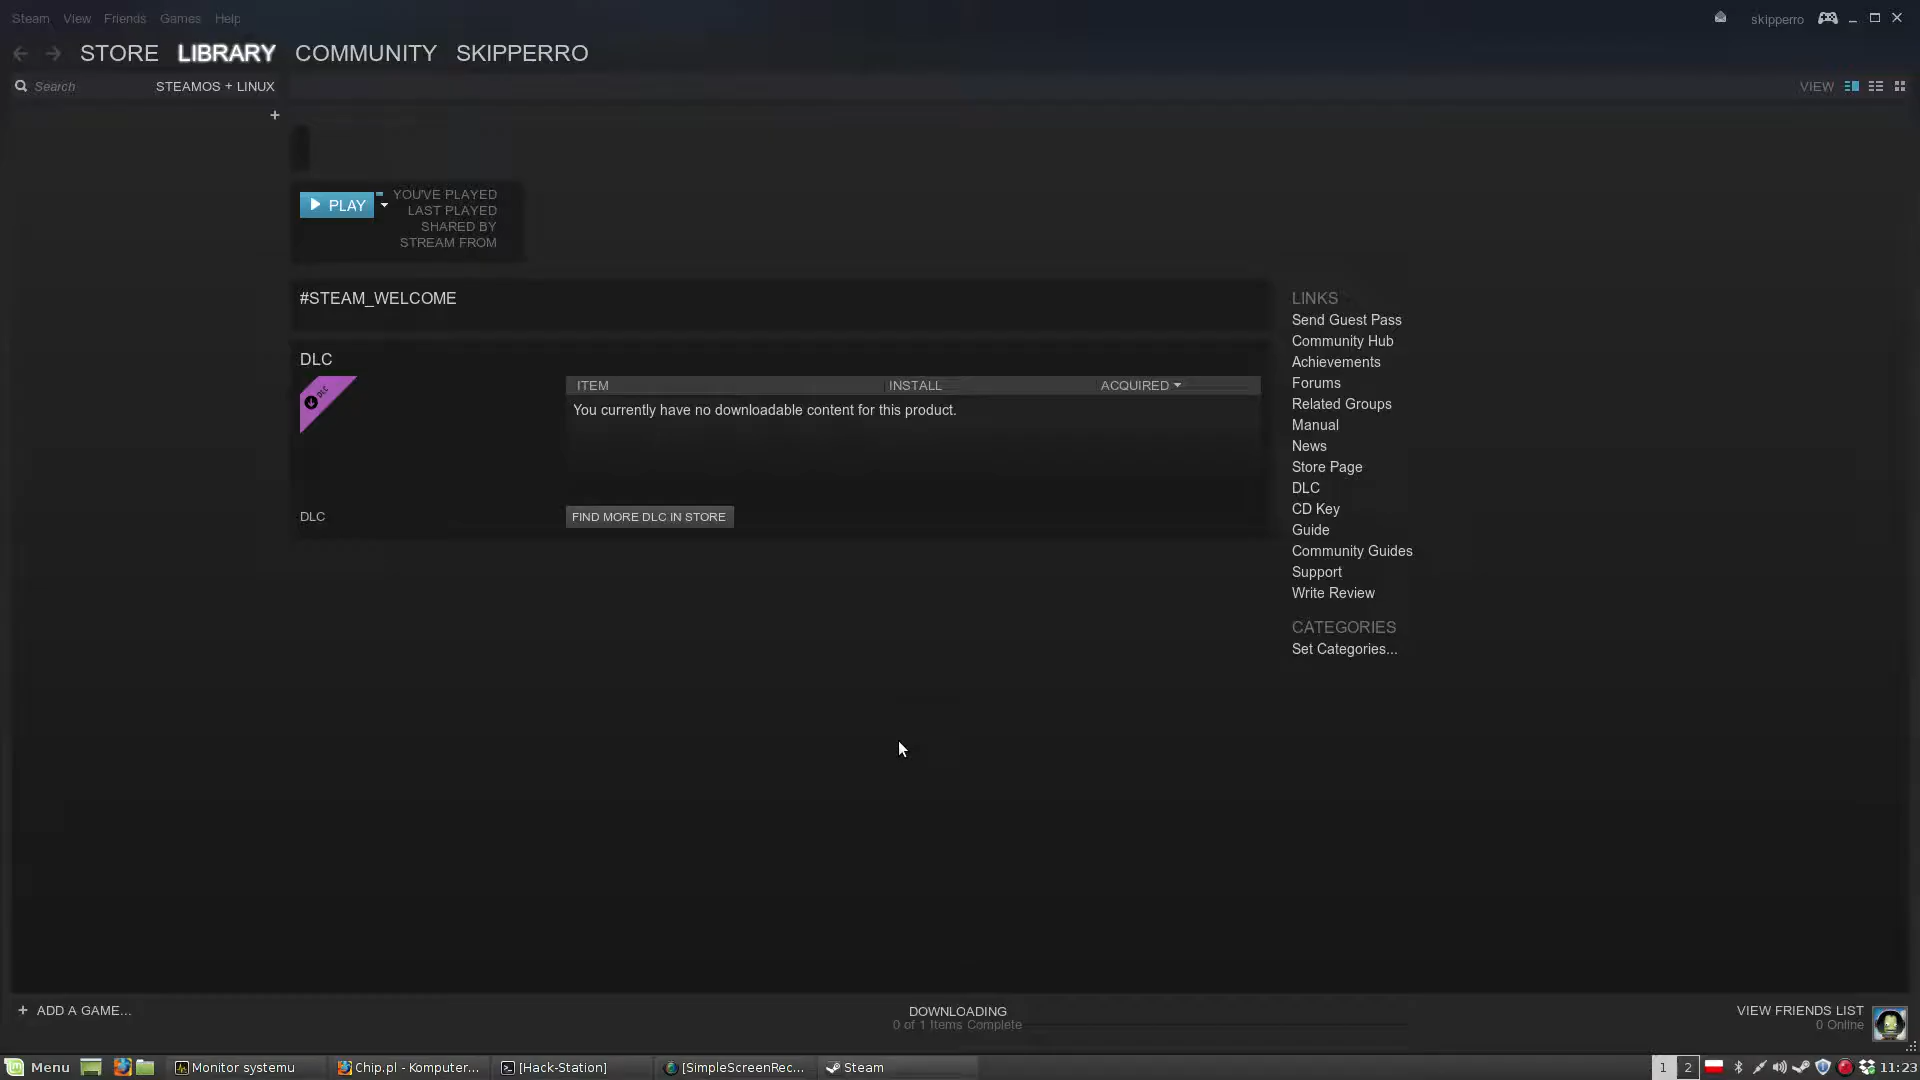 Steam View Friends Games Help
skipperro
STORE LIBRARY COMMUNITY SKIPPERRO
Search STEAMOS + LINUX
VIEW
+
PLAY
YOU'VE PLAYED
LAST PLAYED
SHARED BY
STREAM FROM
#STEAM_WELCOME
DLC
DLC
ITEM INSTALL ACQUIRED
You currently have no downloadable content for this product.
DLC
FIND MORE DLC IN STORE
LINKS
Send Guest Pass
Community Hub
Achievements
Forums
Related Groups
Manual
News
Store Page
DLC
CD Key
Guide
Community Guides
Support
Write Review
CATEGORIES
Set Categories...
+ ADD A GAME...
DOWNLOADING
0 of 1 Items Complete
VIEW FRIENDS LIST
0 Online
Menu Monitor systemu Chip.pl - Komputer... [Hack-Station] [SimpleScreenRec... Steam 1 2 11:23